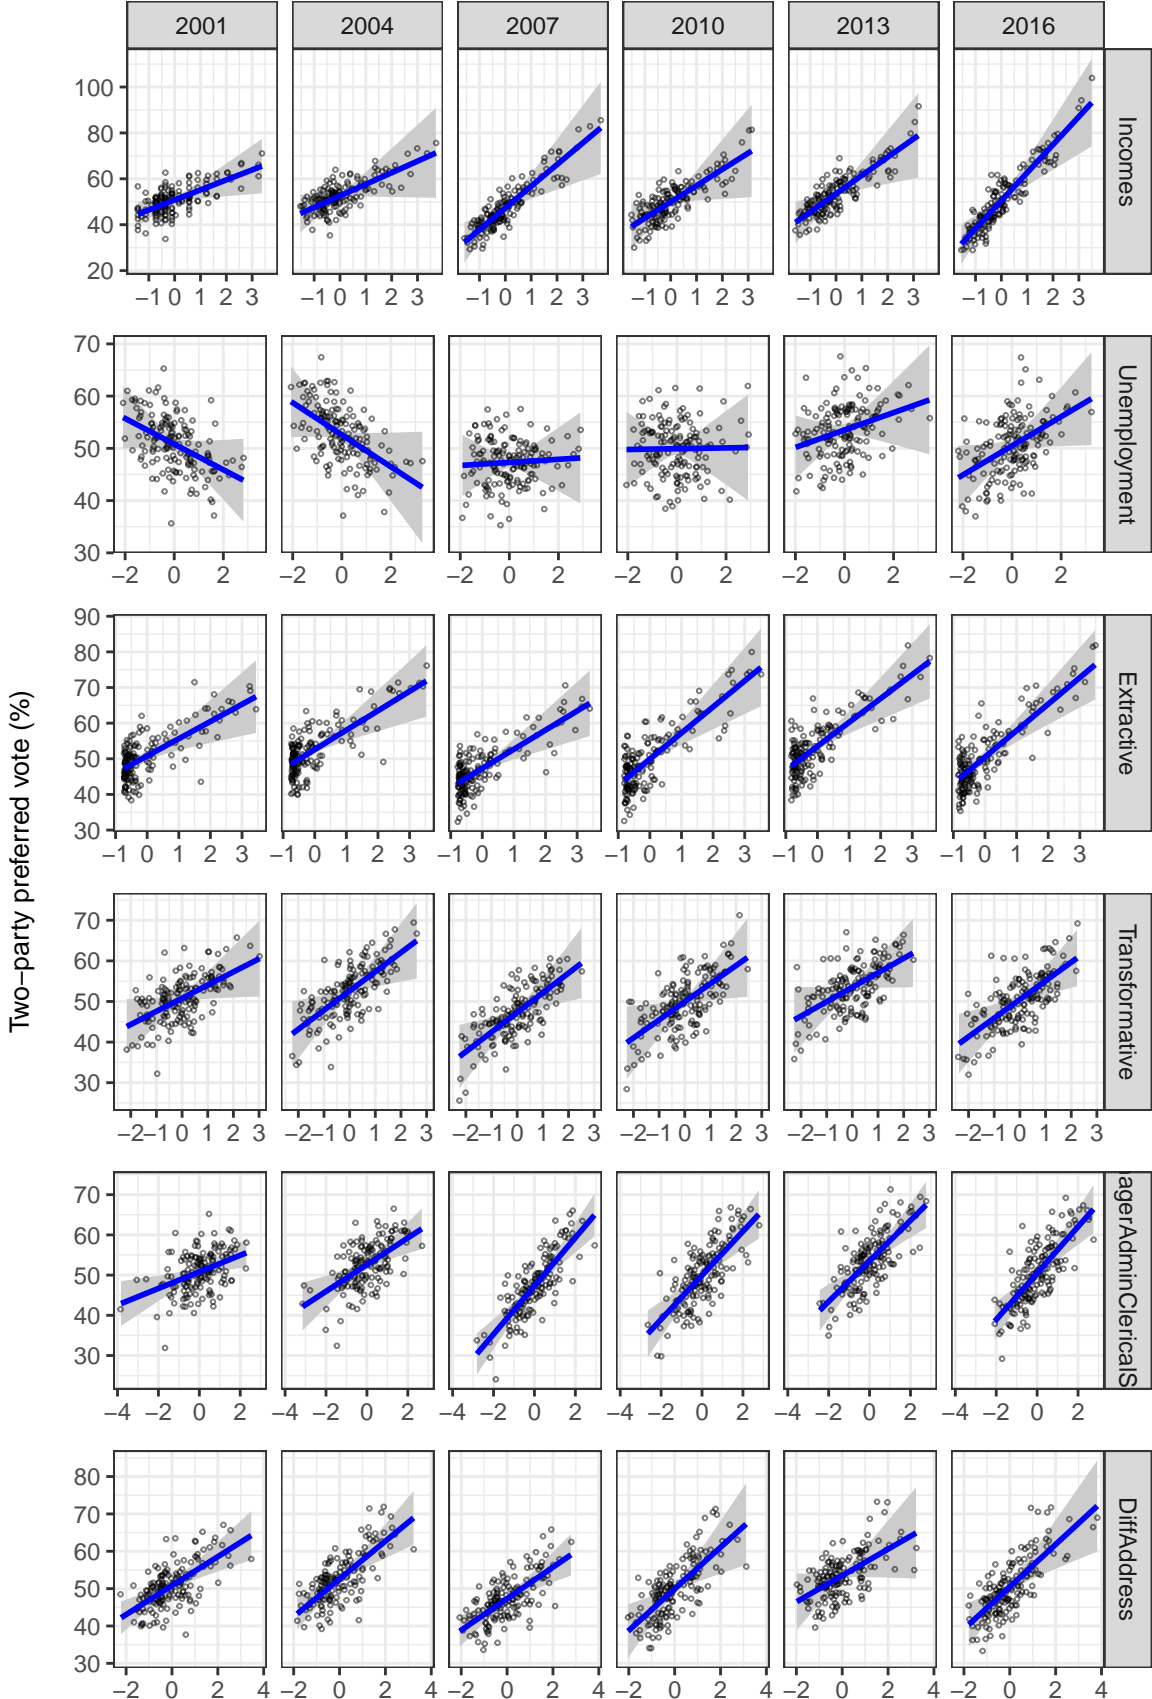 2001 2004 2007 2010 2013 2016
100
80
60
40
20
Incomes
−1 0 1 2 3 −1 0 1 2 3 −1 0 1 2 3 −1 0 1 2 3 −1 0 1 2 3 −1 0 1 2 3
70
60
50
40
30
Unemployment
−2 0 2 −2 0 2 −2 0 2 −2 0 2 −2 0 2 −2 0 2
Two−party preferred vote (%)
90
80
70
60
50
40
30
Extractive
−1 0 1 2 3 −1 0 1 2 3 −1 0 1 2 3 −1 0 1 2 3 −1 0 1 2 3 −1 0 1 2 3
70
60
50
40
30
Transformative
−2 −1 0 1 2 3 −2 −1 0 1 2 3 −2 −1 0 1 2 3 −2 −1 0 1 2 3 −2 −1 0 1 2 3 −2 −1 0 1 2 3
70
60
50
40
30
agerAdminClericalS
−4 −2 0 2 −4 −2 0 2 −4 −2 0 2 −4 −2 0 2 −4 −2 0 2 −4 −2 0 2
80
70
60
50
40
30
DiffAddress
−2 0 2 4 −2 0 2 4 −2 0 2 4 −2 0 2 4 −2 0 2 4 −2 0 2 4